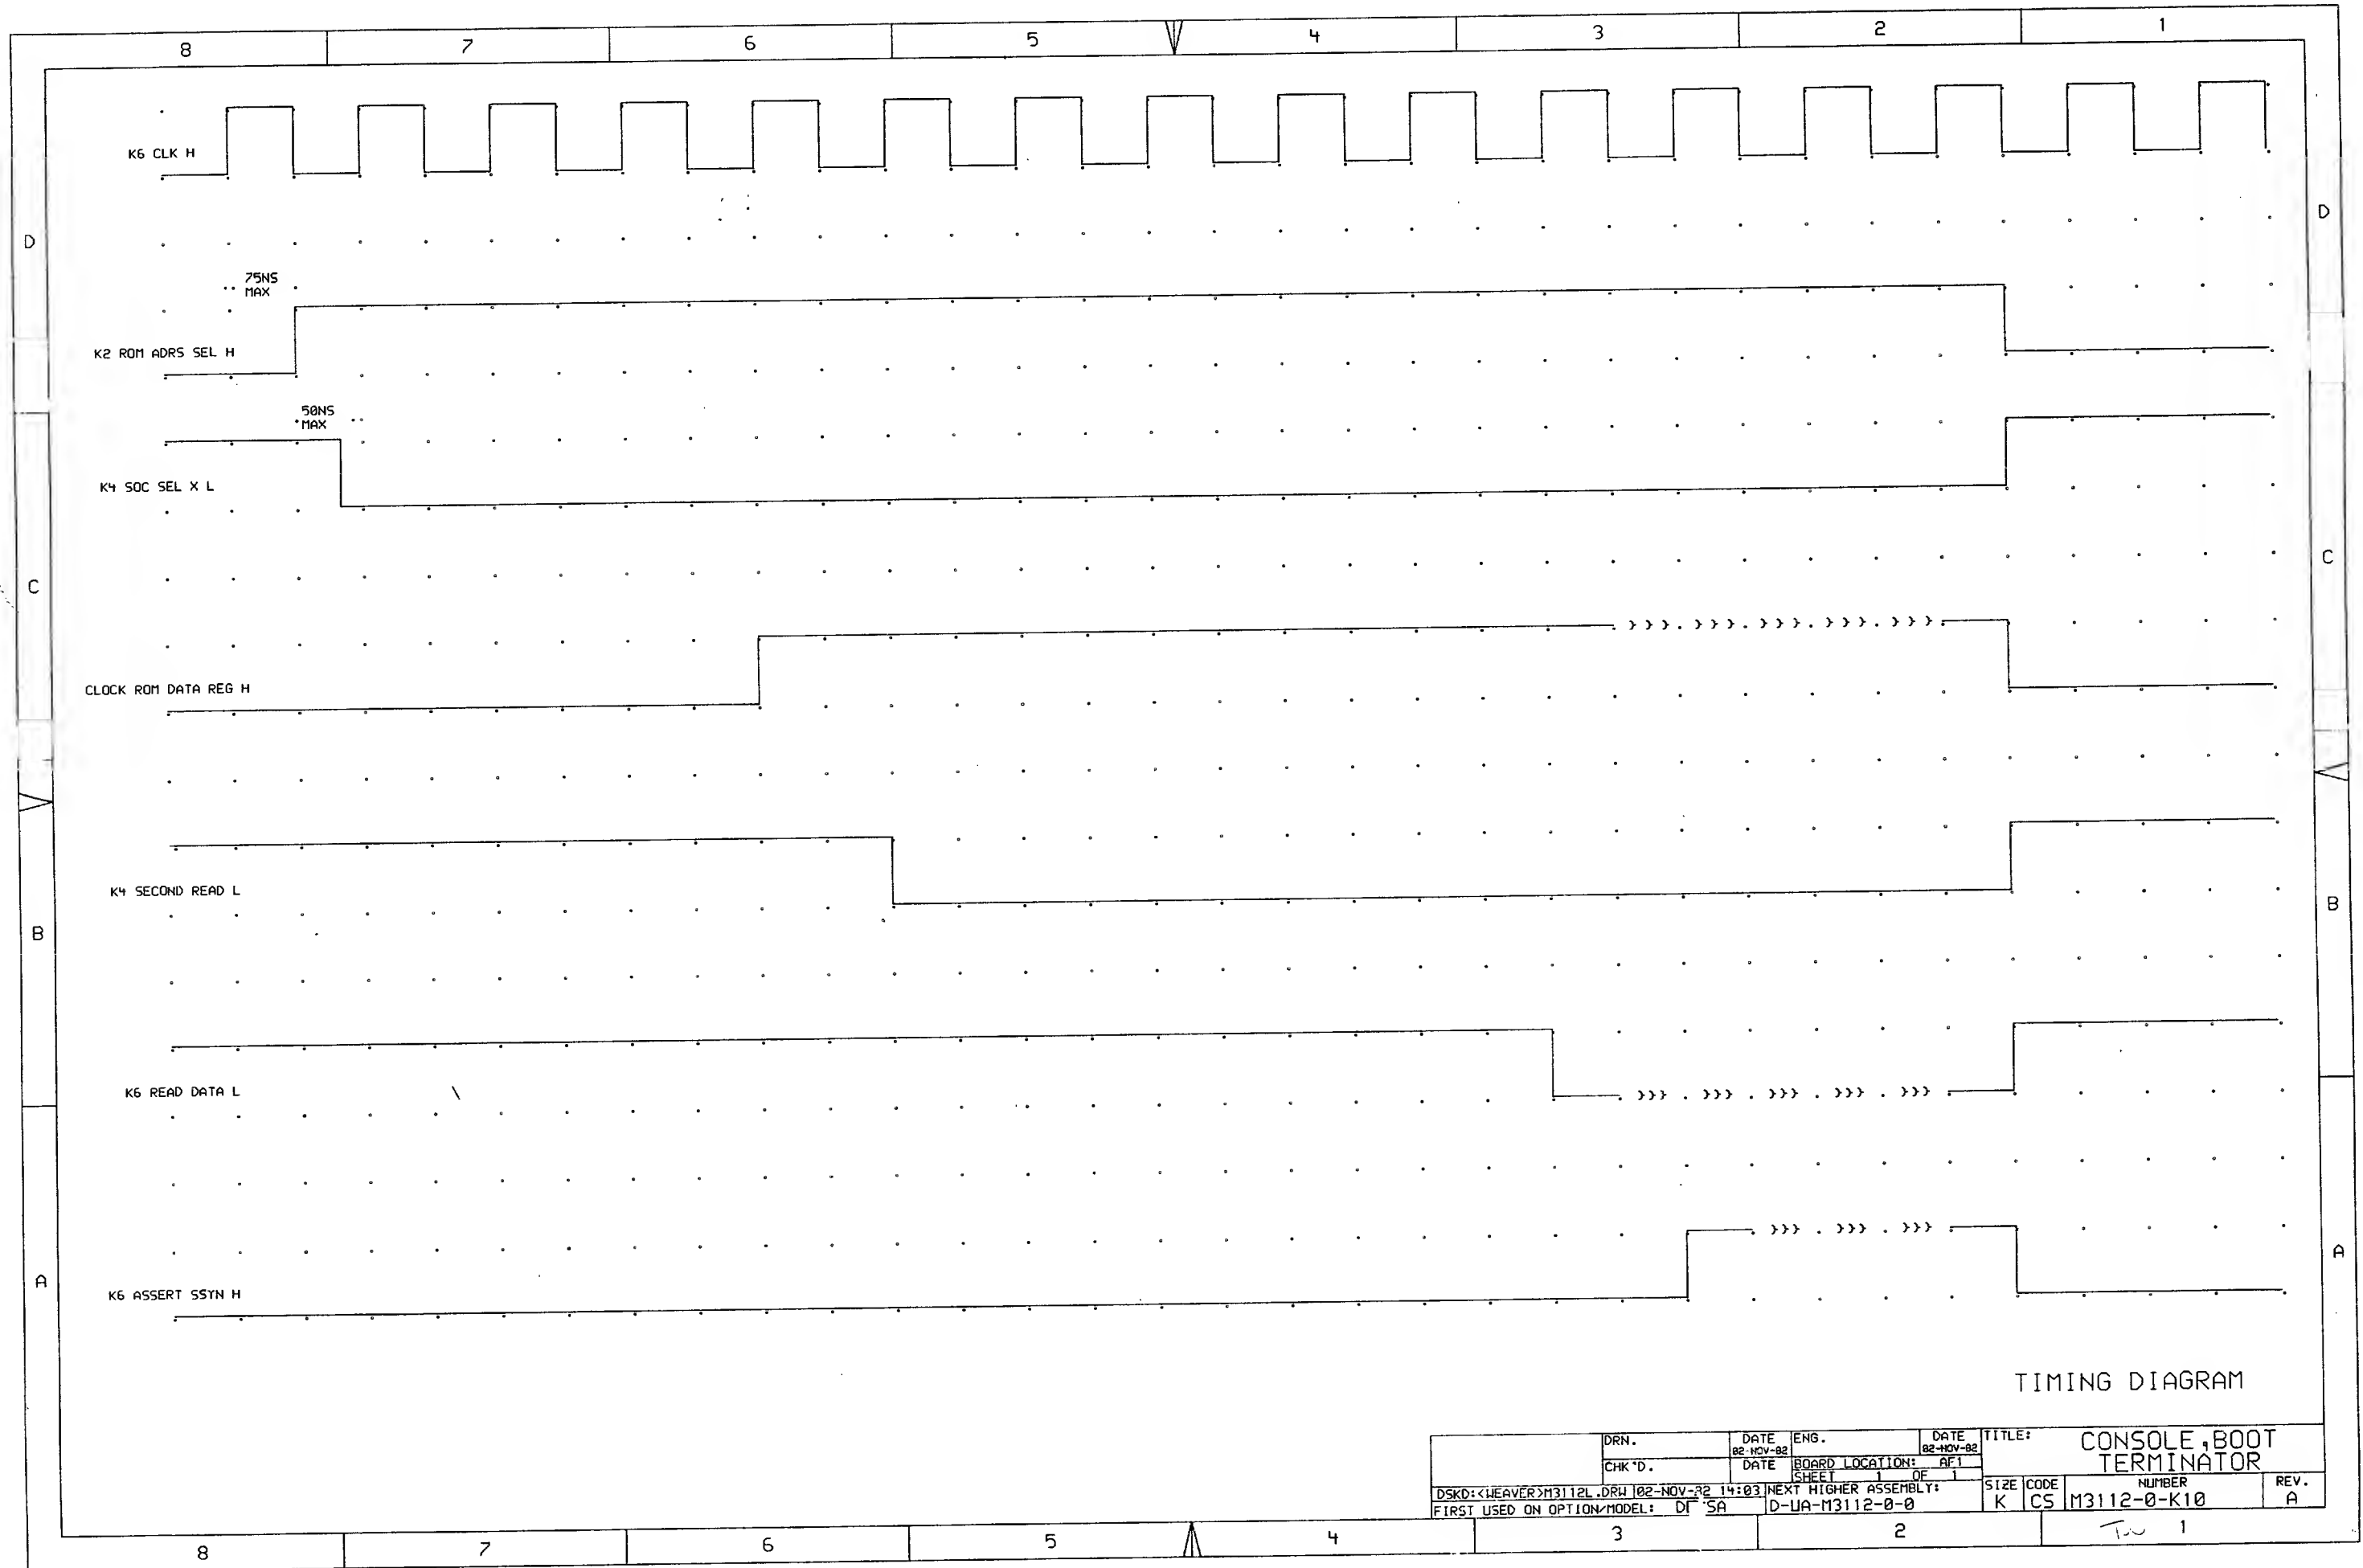 8 7 6 5 4 3 2 1
K6 CLK H
D D
75NS
MAX
K2 ROM ADRS SEL H
50NS
MAX
K4 SOC SEL X L
C C
CLOCK ROM DATA REG H
K4 SECOND READ L
B B
K6 READ DATA L
A A
K6 ASSERT SSYN H
TIMING DIAGRAM
DRN. DATE 02-NOV-82 ENG. DATE 02-NOV-82 TITLE: CONSOLE,BOOT
TERMINATOR
CHK'D. DATE BOARD LOCATION: AF1
SHEET 1 OF 1
DSKD:<WEAVER>M3112L.DRW 02-NOV-82 14:03 NEXT HIGHER ASSEMBLY: SIZE CODE NUMBER REV.
FIRST USED ON OPTION/MODEL: SA D-UA-M3112-0-0 K CS M3112-0-K10 A
8 7 6 5 4 3 2 1